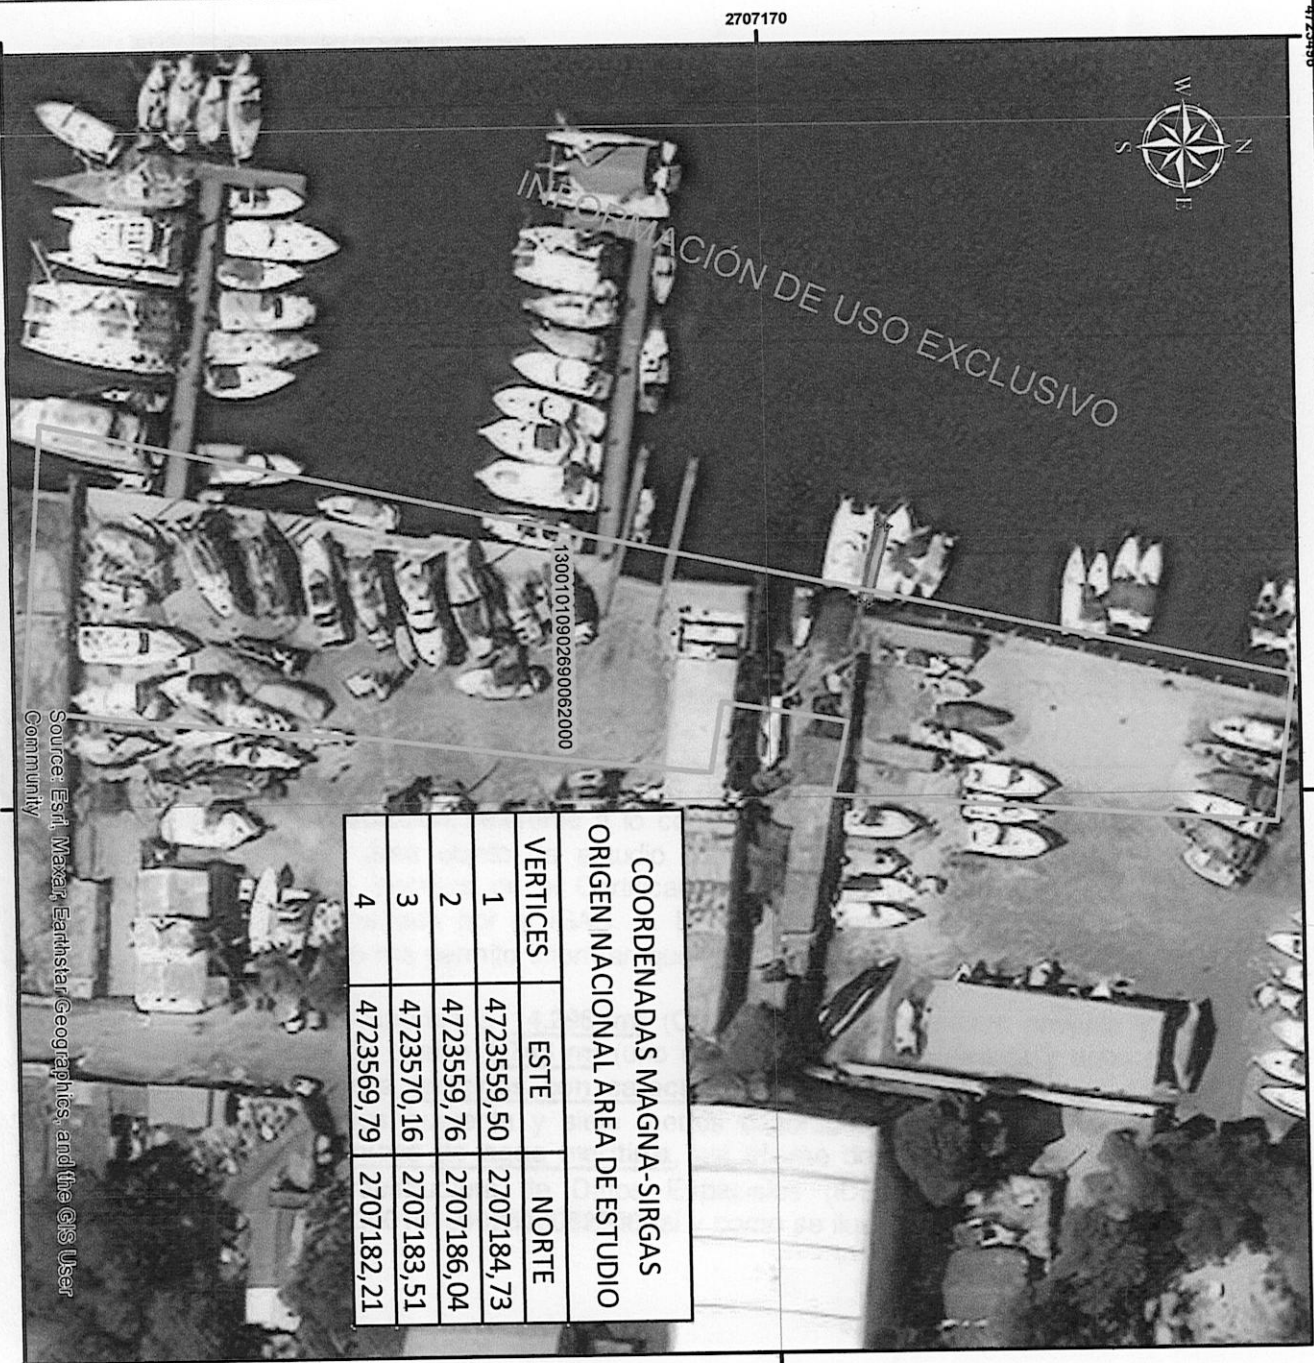 2707170
W
N
S
E
INFORMACIÓN DE USO EXCLUSIVO
13001010902690062000
COORDENADAS MAGNA-SIRGAS
ORIGEN NACIONAL AREA DE ESTUDIO
VERTICES ESTE NORTE
1 4723559,50 2707184,73
2 4723559,76 2707186,04
3 4723570,16 2707183,51
4 4723569,79 2707182,21
Source: Esri, Maxar, Earthstar Geographics, and the GIS User
Community